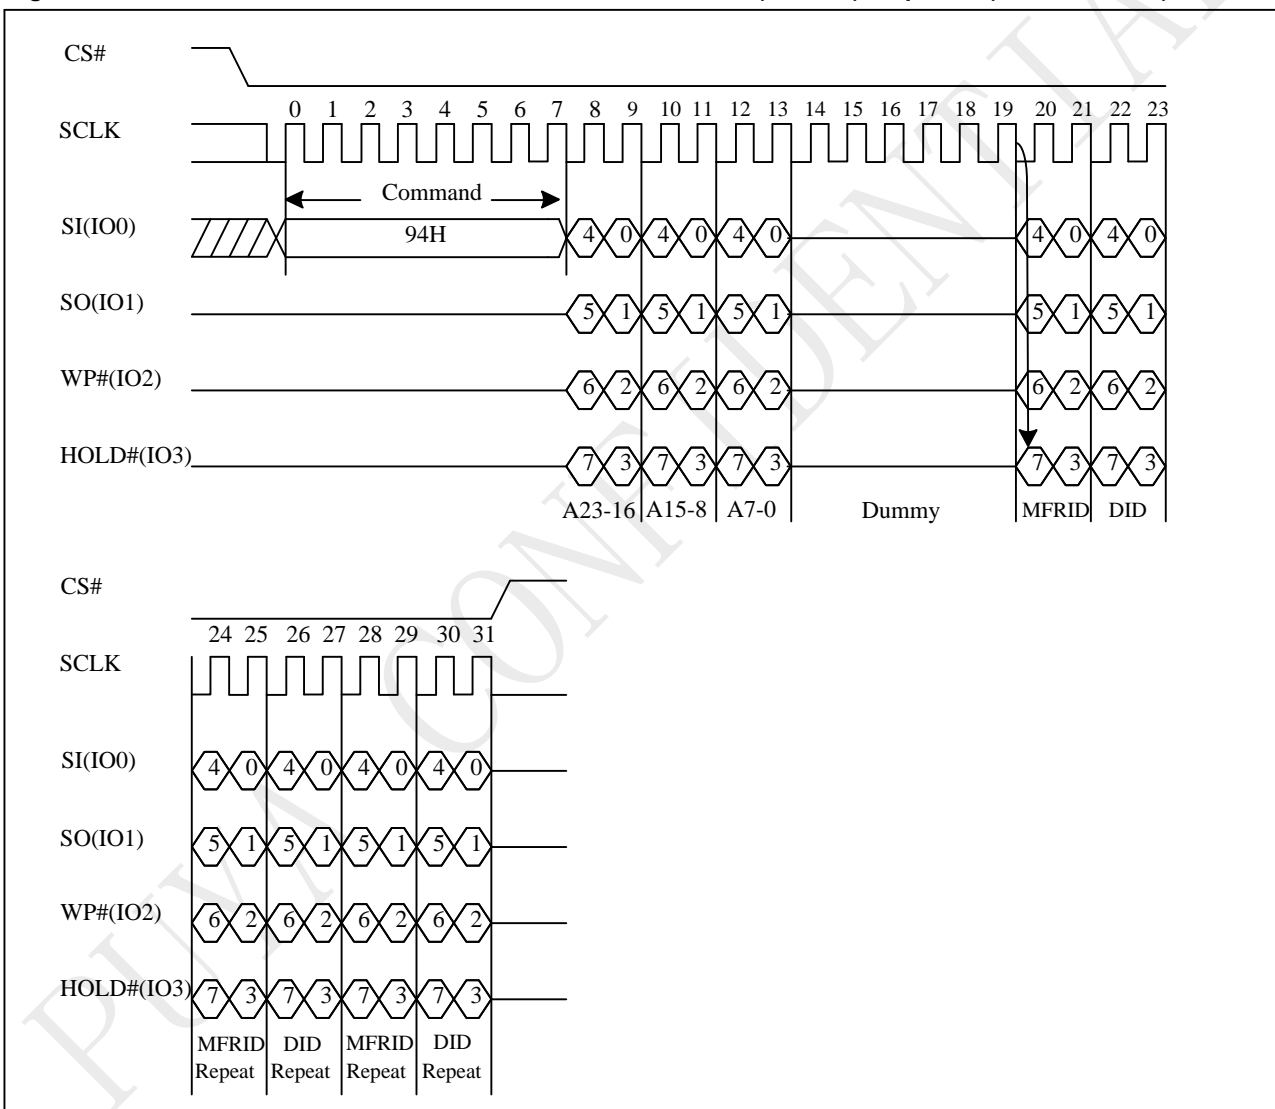 CS#
0 1 2 3 4 5 6 7 8 9 10 11 12 13 14 15 16 17 18 19 20 21 22 23
SCLK
Command
SI(IO0) 94H 4 0 4 0 4 0 4 0 4 0
SO(IO1) 5 1 5 1 5 1 5 1 5 1
WP#(IO2) 6 2 6 2 6 2 6 2 6 2
HOLD#(IO3) 7 3 7 3 7 3 7 3 7 3
A23-16 A15-8 A7-0 Dummy MFRID DID
CS#
24 25 26 27 28 29 30 31
SCLK
SI(IO0) 4 0 4 0 4 0 4 0
SO(IO1) 5 1 5 1 5 1 5 1
WP#(IO2) 6 2 6 2 6 2 6 2
HOLD#(IO3) 7 3 7 3 7 3 7 3
MFRID DID MFRID DID
Repeat Repeat Repeat Repeat
PUYA CONFIDENTIAL